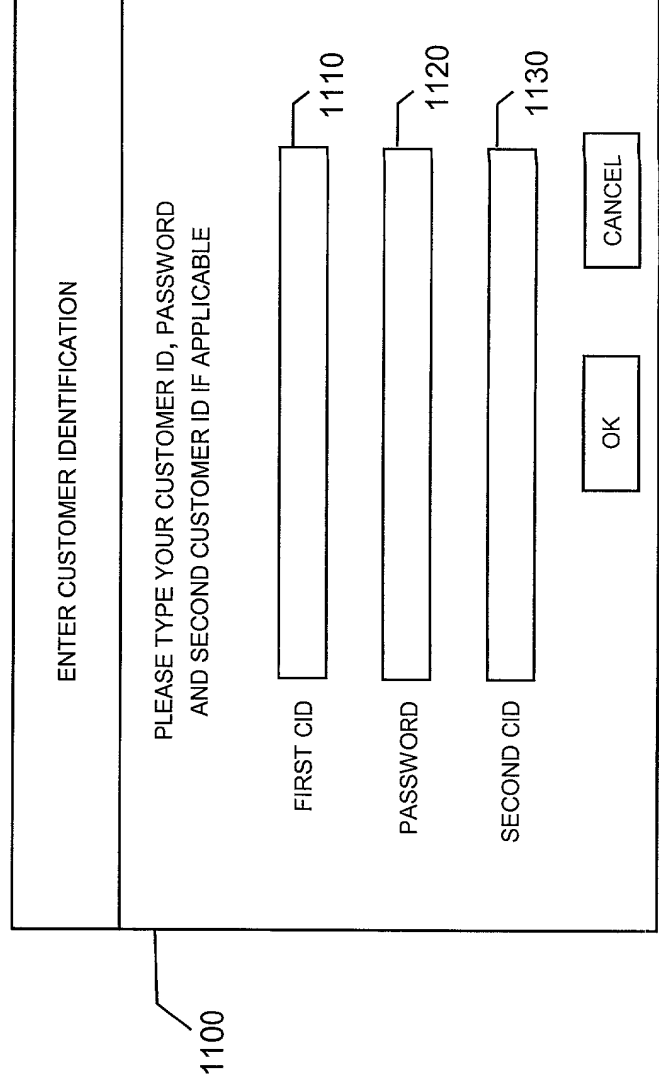 ENTER CUSTOMER IDENTIFICATION
PLEASE TYPE YOUR CUSTOMER ID, PASSWORD
AND SECOND CUSTOMER ID IF APPLICABLE
FIRST CID
1110
PASSWORD
1120
SECOND CID
1130
OK
CANCEL
1100